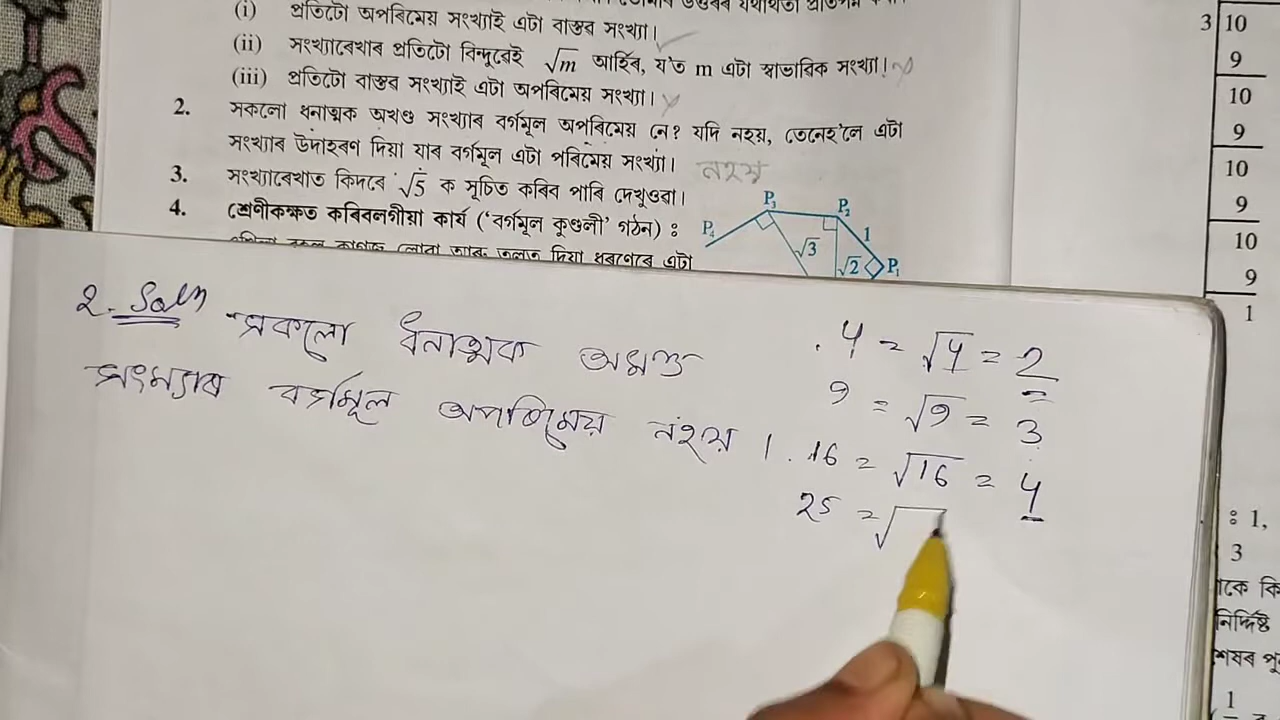 (i) প্ৰতিটো অপৰিমেয় সংখ্যাই এটা বাস্তৱ সংখ্যা।
(ii) সংখ্যাৰেখাৰ প্ৰতিটো বিন্দুৱেই √m আৰ্হিৰ, য'ত m এটা স্বাভাৱিক সংখ্যা।
(iii) প্ৰতিটো বাস্তৱ সংখ্যাই এটা অপৰিমেয় সংখ্যা।
2. সকলো ধনাত্মক অখণ্ড সংখ্যাৰ বৰ্গমূল অপৰিমেয় নে? যদি নহয়, তেনেহ'লে এটা
সংখ্যাৰ উদাহৰণ দিয়া যাৰ বৰ্গমূল এটা পৰিমেয় সংখ্যা। নহয়
3. সংখ্যাৰেখাত কিদৰে √5 ক সূচিত কৰিব পাৰি দেখুওৱা।
4. শ্ৰেণীকক্ষত কৰিবলগীয়া কাৰ্য ('বৰ্গমূল কুণ্ডলী' গঠন) :
P₄ P₃ P₂ P₁
√3 √2 1
3 10
9
10
9
10
9
10
9
1
2. Soln সকলো ধনাত্মক অখণ্ড
সংখ্যাৰ বৰ্গমূল অপৰিমেয় নহয়।
4 = √4 = 2
9 = √9 = 3
16 = √16 = 4
25 = √
: 1,
3
নিৰ্দিষ্ট
1